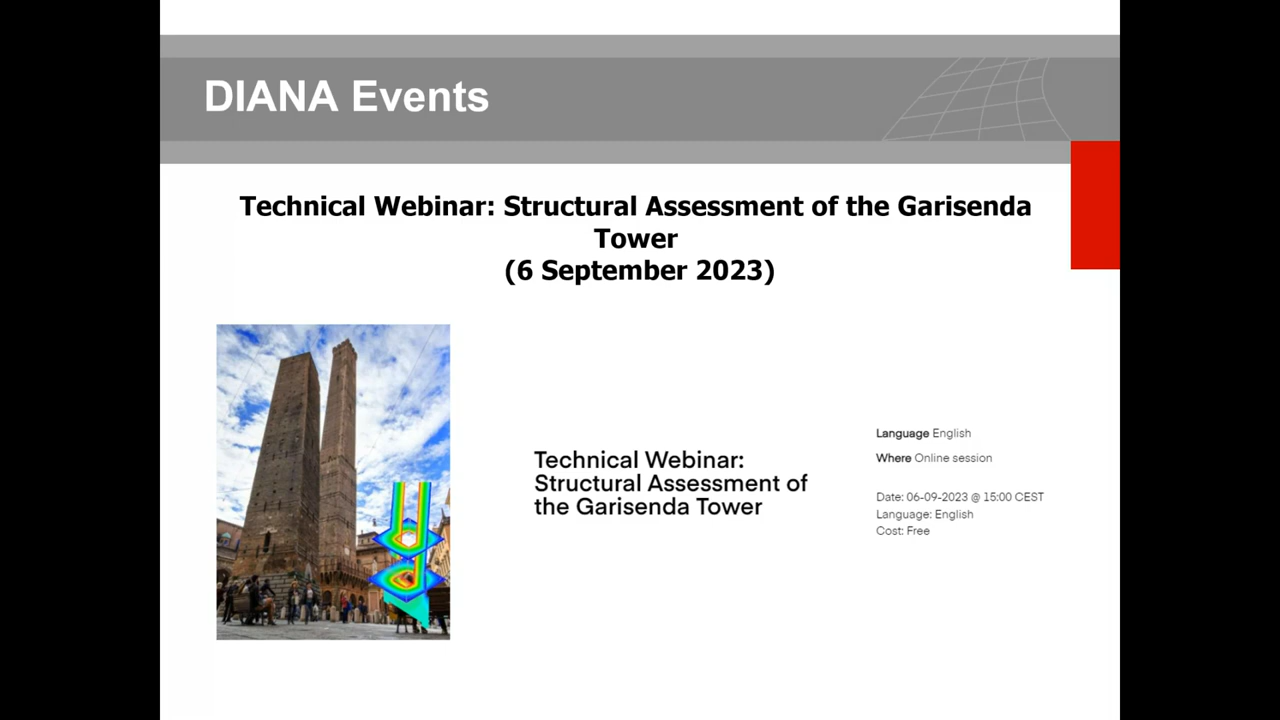 DIANA Events
Technical Webinar: Structural Assessment of the Garisenda
Tower
(6 September 2023)
Technical Webinar:
Structural Assessment of
the Garisenda Tower
Language English
Where Online session
Date: 06-09-2023 @ 15:00 CEST
Language: English
Cost: Free